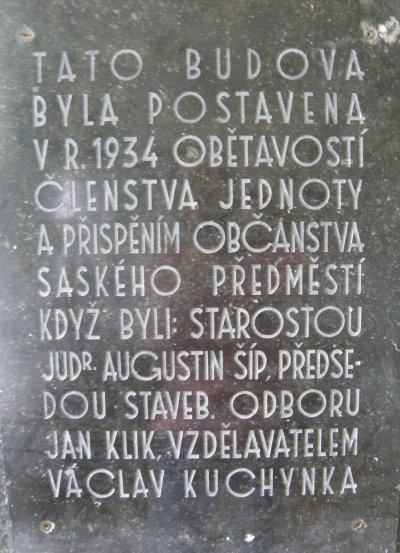 TATO BUDOVA
BYLA POSTAVENA
V R. 1934 OBĚTAVOSTÍ
ČLENSTVA JEDNOTY
A PŘISPĚNÍM OBČANSTVA
SASKÉHO PŘEDMĚSTÍ
KDYŽ BYLI: STAROSTOU
JUDR. AUGUSTIN ŠÍP, PŘEDSE-
DOU STAVEB. ODBORU
JAN KLIK, VZDĚLAVATELEM
VÁCLAV KUCHYNKA